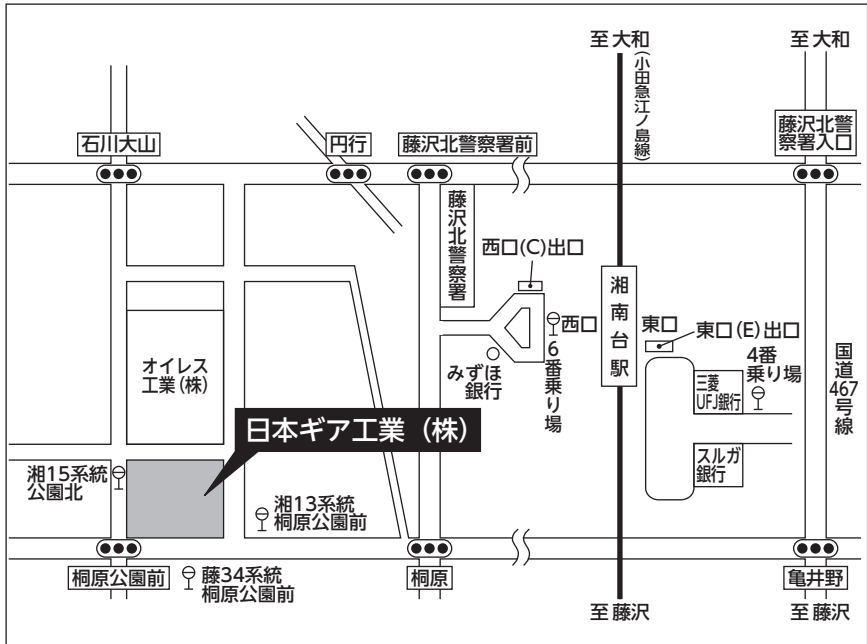 至 大和
至 大和
(小田急江ノ島線)
石川大山
円行
藤沢北警察署前
藤沢北警
察署入口
藤沢北警察署
西口(C)出口
西口
6番乗り場
みずほ
銀行
湘南台駅
東口
東口(E)出口
4番
乗り場
三菱
UFJ銀行
スルガ
銀行
国道467号線
オイレス
工業(株)
日本ギア工業（株）
湘15系統
公園北
湘13系統
桐原公園前
桐原公園前
藤34系統
桐原公園前
桐原
亀井野
至 藤沢
至 藤沢